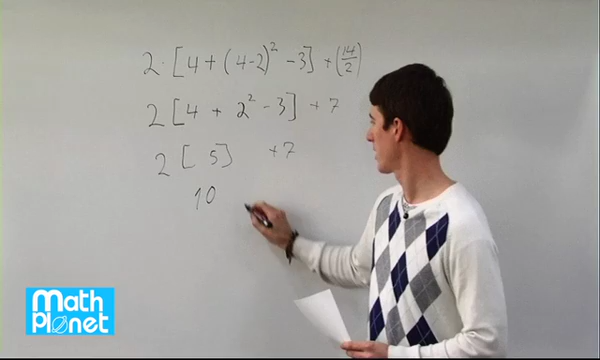 2 · [4 + (4-2)² - 3] + (14/2)
2 [4 + 2² - 3] + 7
2 [ 5] + 7
10
Math
Planet